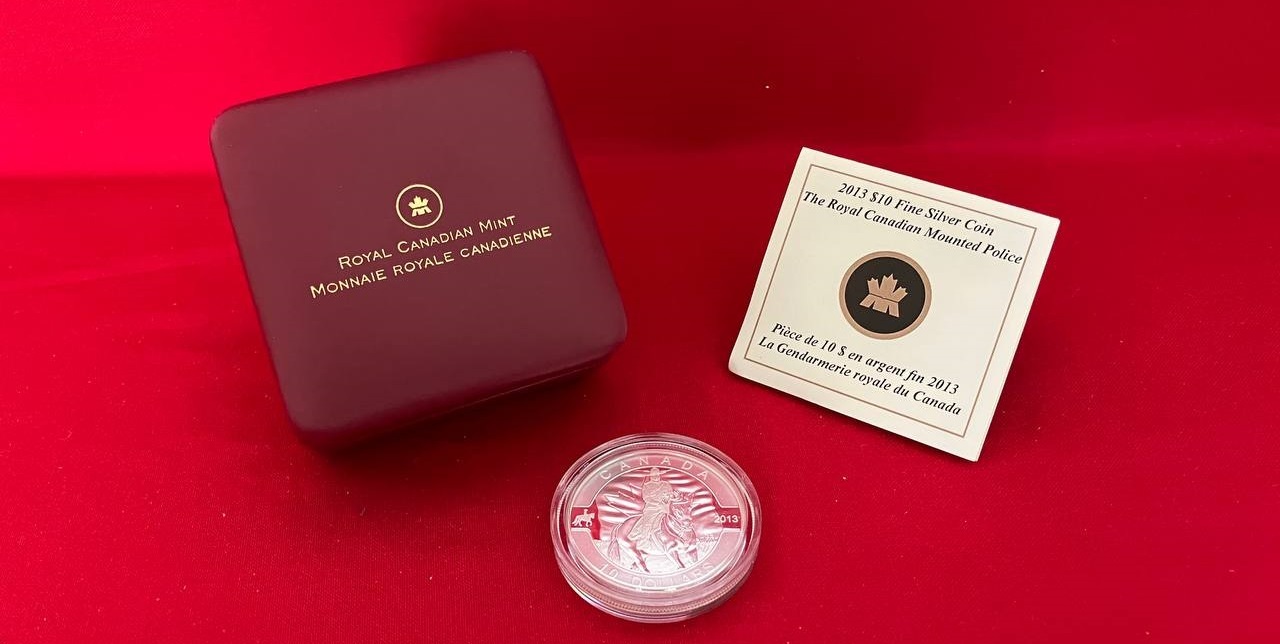 ROYAL CANADIAN MINT
MONNAIE ROYALE CANADIENNE
2013 $10 Fine Silver Coin
The Royal Canadian Mounted Police
Pièce de 10 $ en argent fin 2013
La Gendarmerie royale du Canada
CANADA
2013
10 DOLLARS